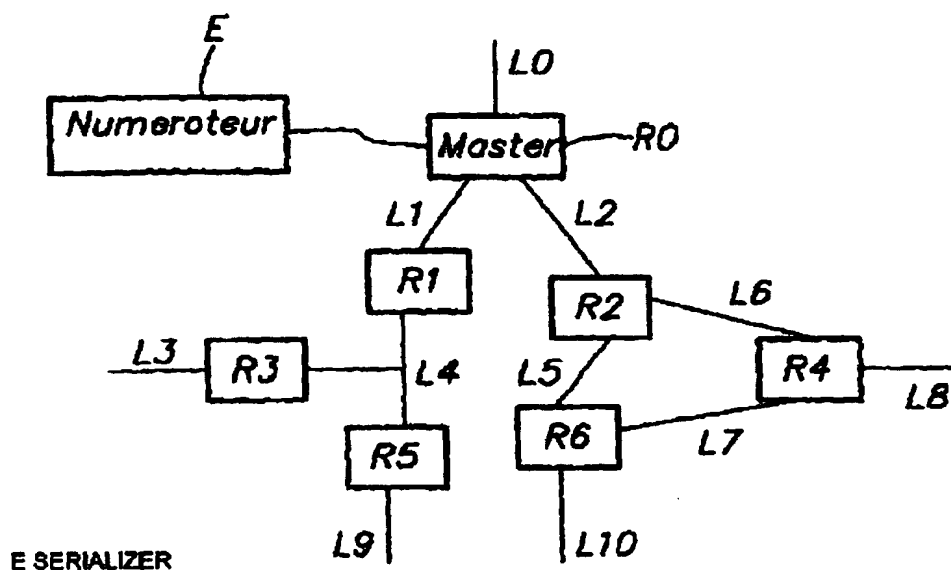 E
L0
Numeroteur
Master
R0
L1
L2
R1
R2
L6
L3
R3
L4
L5
R4
L8
R5
R6
L7
L9
L10
E SERIALIZER